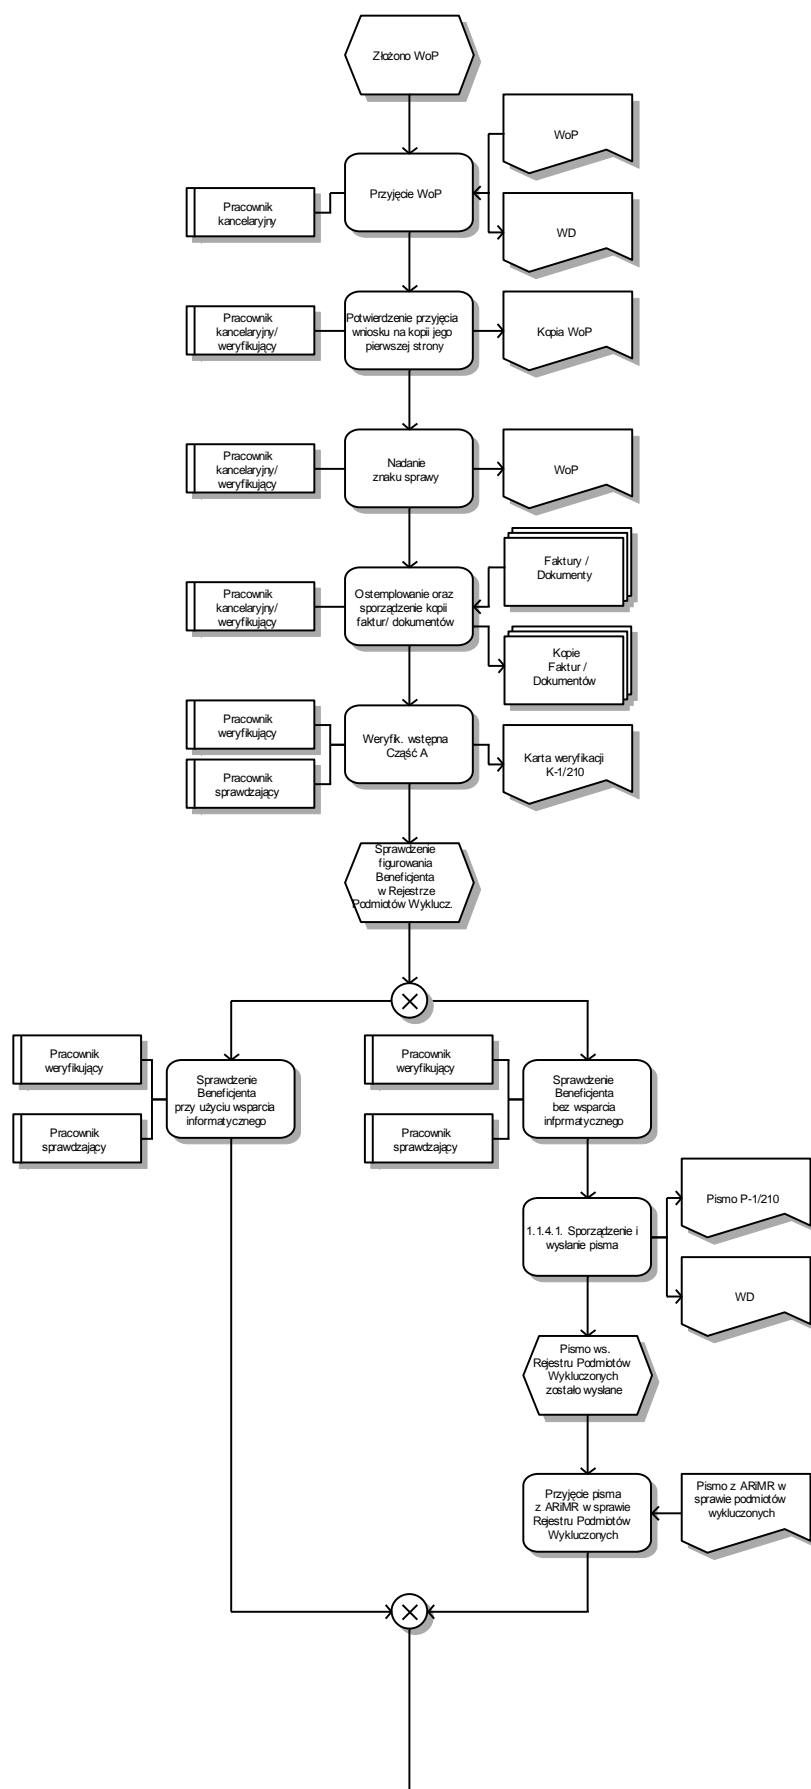 Złożono WoP
WoP
Przyjęcie WoP
Pracownik
kancelaryjny
WD
Pracownik
kancelaryjny/
weryfikujący
Potwierdzenie przyjęcia
wniosku na kopii jego
pierwszej strony
Kopia WoP
Pracownik
kancelaryjny/
weryfikujący
Nadanie
znaku sprawy
WoP
Faktury /
Dokumenty
Pracownik
kancelaryjny/
weryfikujący
Ostemplowanie oraz
sporządzenie kopii
faktur/ dokumentów
Kopie
Faktur /
Dokumentów
Pracownik
weryfikujący
Weryfik. wstępna
Cząść A
Karta weryfikacji
K-1/210
Pracownik
sprawdzający
Sprawdzenie
figurowania
Beneficjenta
w Rejestrze
Podmiotów Wyklucz.
Pracownik
weryfikujący
Sprawdzenie
Beneficjenta
przy użyciu wsparcia
informatycznego
Pracownik
sprawdzający
Pracownik
weryfikujący
Sprawdzenie
Beneficjenta
bez wsparcia
infprmatycznego
Pracownik
sprawdzający
1.1.4.1. Sporządzenie i
wysłanie pisma
Pismo P-1/210
WD
Pismo ws.
Rejestru Podmiotów
Wykluczonych
zostało wysłane
Przyjęcie pisma
z ARiMR w sprawie
Rejestru Podmiotów
Wykluczonych
Pismo z ARiMR w
sprawie podmiotów
wykluczonych